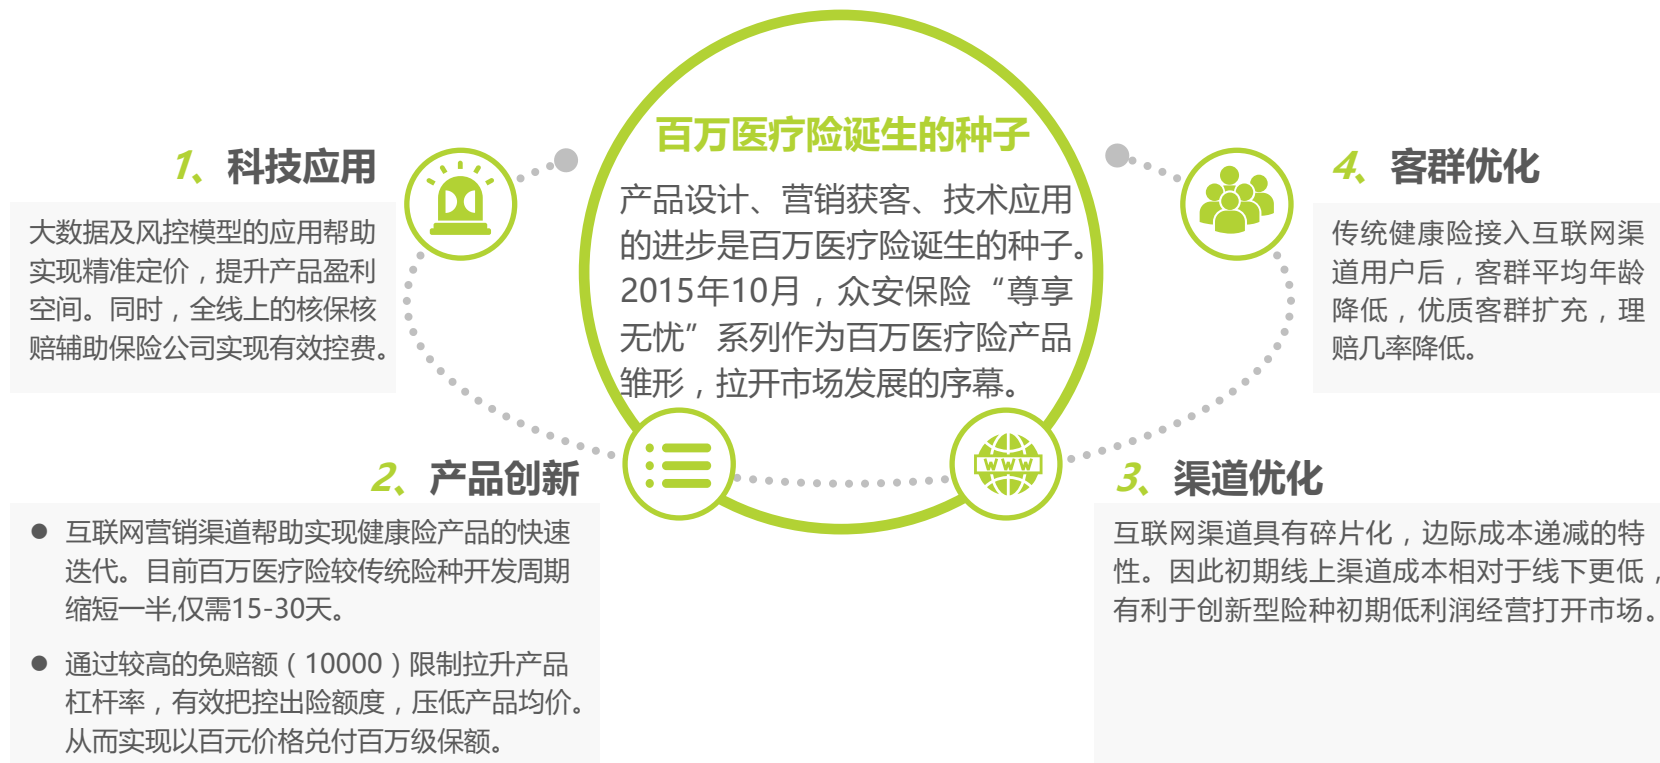 百万医疗险诞生的种子
产品设计、营销获客、技术应用
的进步是百万医疗险诞生的种子。
2015年10月，众安保险“尊享
无忧”系列作为百万医疗险产品
雏形，拉开市场发展的序幕。
1、科技应用
大数据及风控模型的应用帮助
实现精准定价，提升产品盈利
空间。同时，全线上的核保核
赔辅助保险公司实现有效控费。
2、产品创新
● 互联网营销渠道帮助实现健康险产品的快速
迭代。目前百万医疗险较传统险种开发周期
缩短一半,仅需15-30天。
● 通过较高的免赔额（10000）限制拉升产品
杠杆率，有效把控出险额度，压低产品均价。
从而实现以百元价格兑付百万级保额。
WWW
3、渠道优化
互联网渠道具有碎片化，边际成本递减的特
性。因此初期线上渠道成本相对于线下更低，
有利于创新型险种初期低利润经营打开市场。
4、客群优化
传统健康险接入互联网渠
道用户后，客群平均年龄
降低，优质客群扩充，理
赔几率降低。